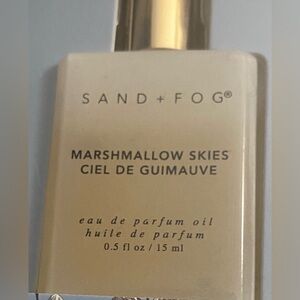 SAND + FOG®
MARSHMALLOW SKIES
CIEL DE GUIMAUVE
eau de parfum oil
huile de parfum
0.5 fl oz / 15 ml